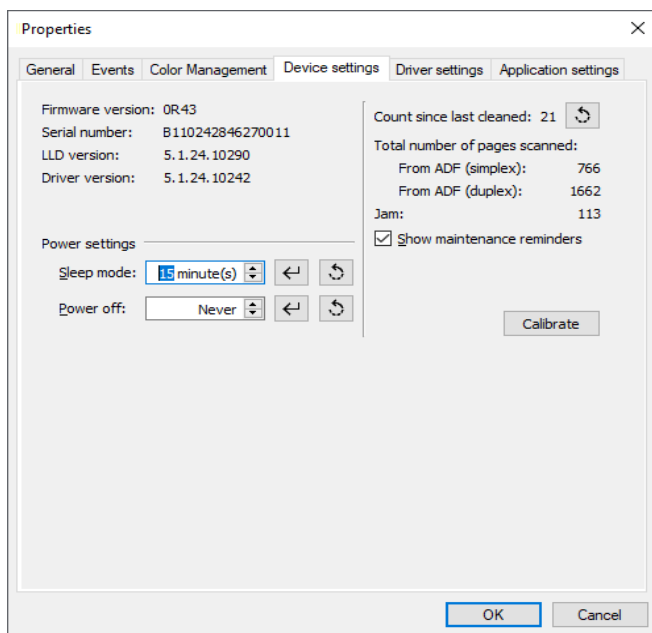 Properties
General Events Color Management Device settings Driver settings Application settings
Firmware version: 0R43
Serial number: B110242846270011
LLD version: 5.1.24.10290
Driver version: 5.1.24.10242
Power settings
Sleep mode: 15 minute(s)
Power off: Never
Count since last cleaned: 21
Total number of pages scanned:
From ADF (simplex): 766
From ADF (duplex): 1662
Jam: 113
Show maintenance reminders
Calibrate
OK Cancel